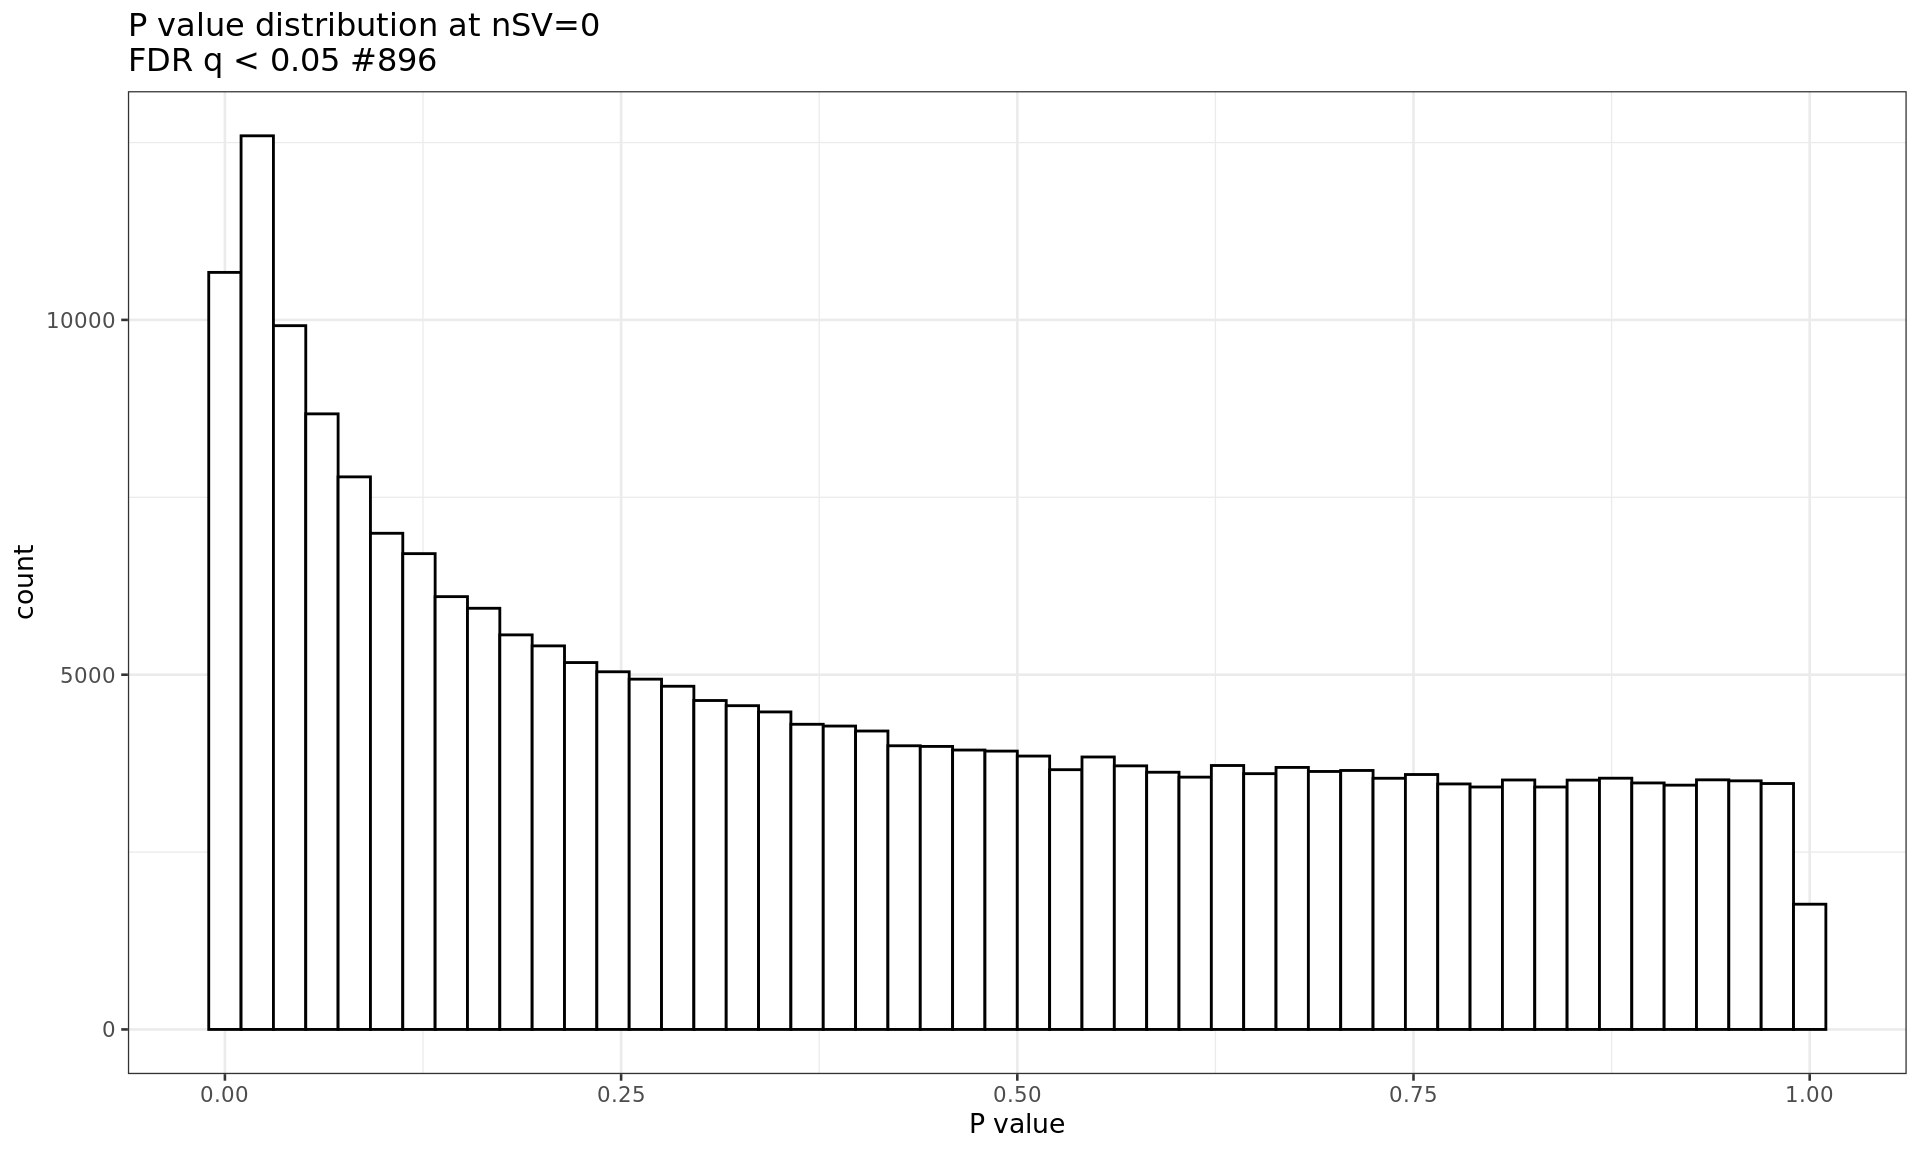 P value distribution at nSV=0
FDR q < 0.05 #896
count
10000
5000
0
0.00 0.25 0.50 0.75 1.00
P value